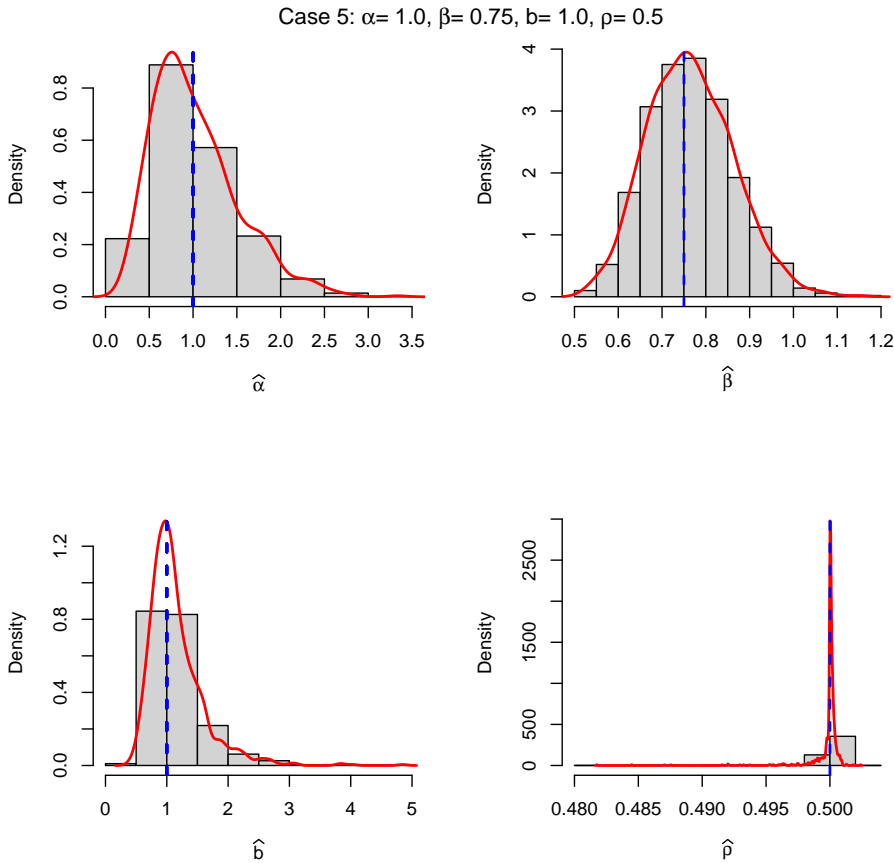 Case 5: α= 1.0, β= 0.75, b= 1.0, ρ= 0.5
Density
0.0 0.2 0.4 0.6 0.8
0.0 0.5 1.0 1.5 2.0 2.5 3.0 3.5
α̂
Density
0 1 2 3 4
0.5 0.6 0.7 0.8 0.9 1.0 1.1 1.2
β̂
Density
0.0 0.4 0.8 1.2
0 1 2 3 4 5
b̂
Density
0 500 1500 2500
0.480 0.485 0.490 0.495 0.500
ρ̂